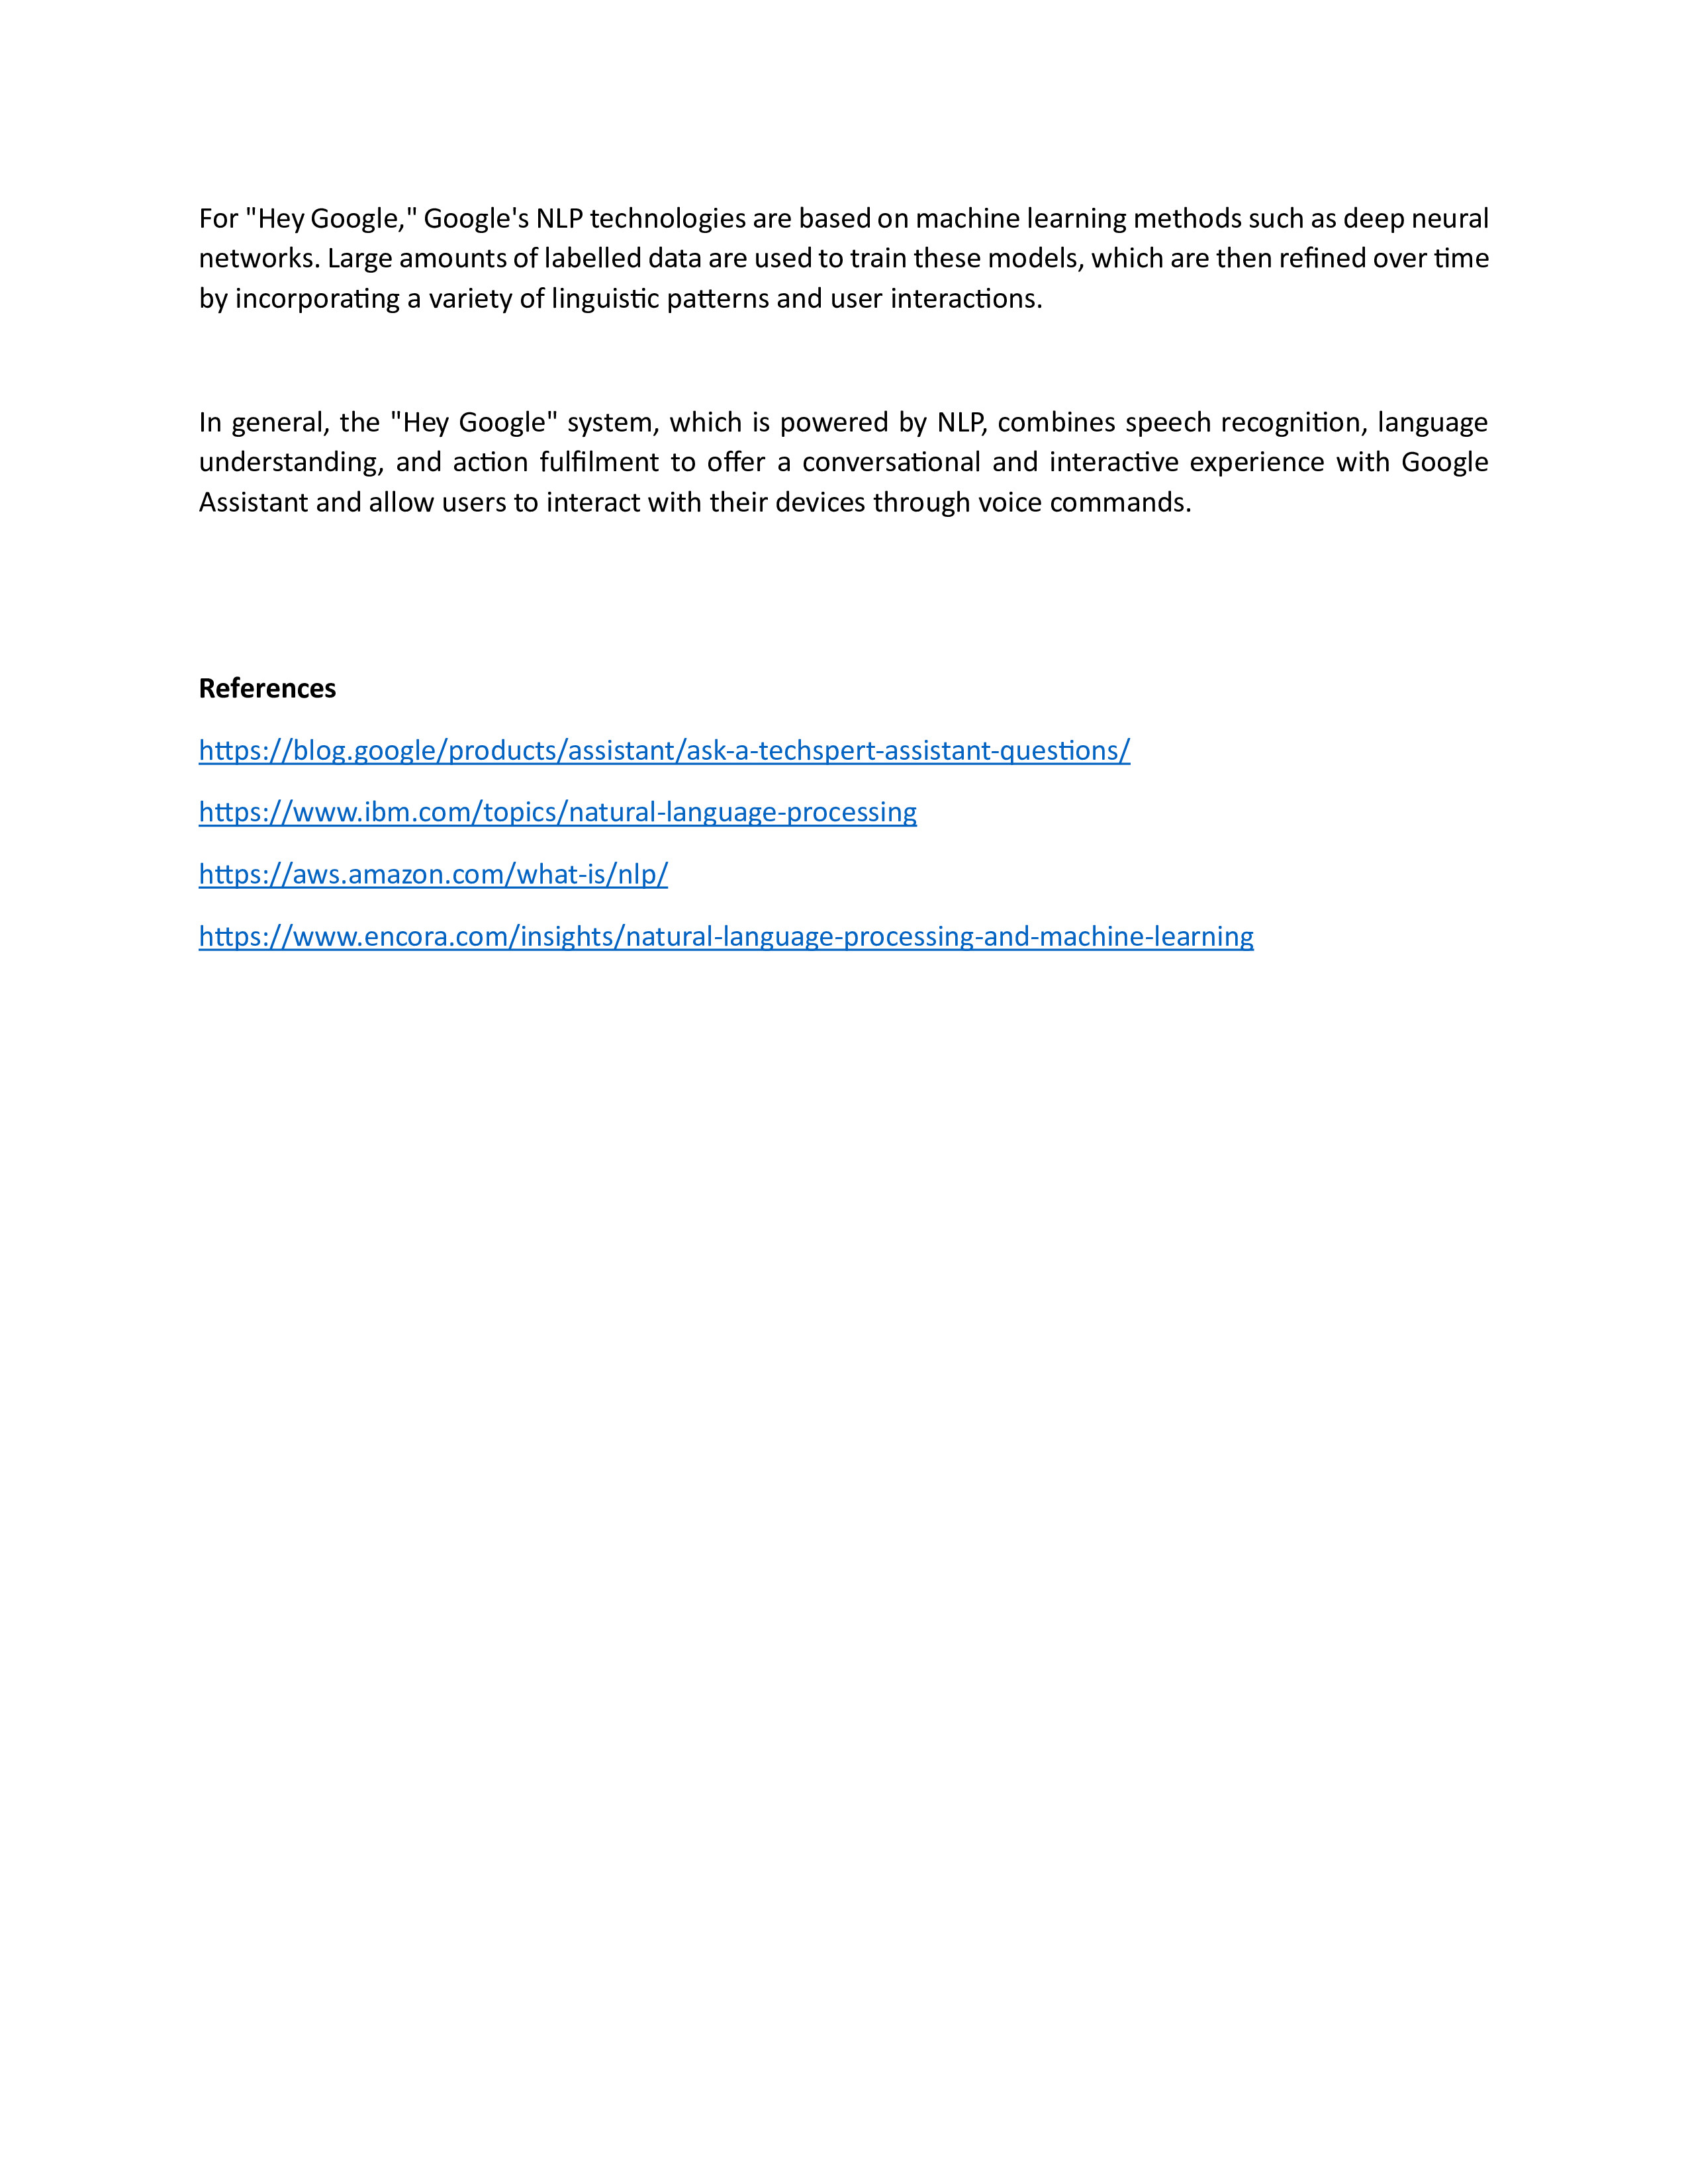 For "Hey Google," Google's NLP technologies are based on machine learning methods such as deep neural
networks. Large amounts of labelled data are used to train these models, which are then refined over time
by incorporating a variety of linguistic patterns and user interactions.
In general, the "Hey Google" system, which is powered by NLP, combines speech recognition, language
understanding, and action fulfilment to offer a conversational and interactive experience with Google
Assistant and allow users to interact with their devices through voice commands.
References
https://blog.google/products/assistant/ask-a-techspert-assistant-questions/
https://www.ibm.com/topics/natural-language-processing
https://aws.amazon.com/what-is/nlp/
https://www.encora.com/insights/natural-language-processing-and-machine-learning